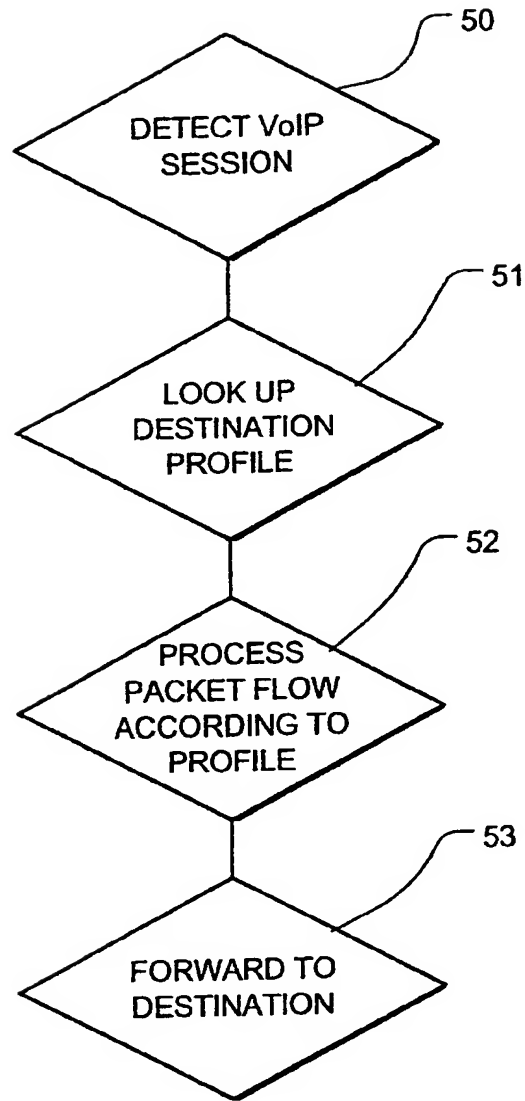 50
DETECT VoIP
SESSION
51
LOOK UP
DESTINATION
PROFILE
52
PROCESS
PACKET FLOW
ACCORDING TO
PROFILE
53
FORWARD TO
DESTINATION